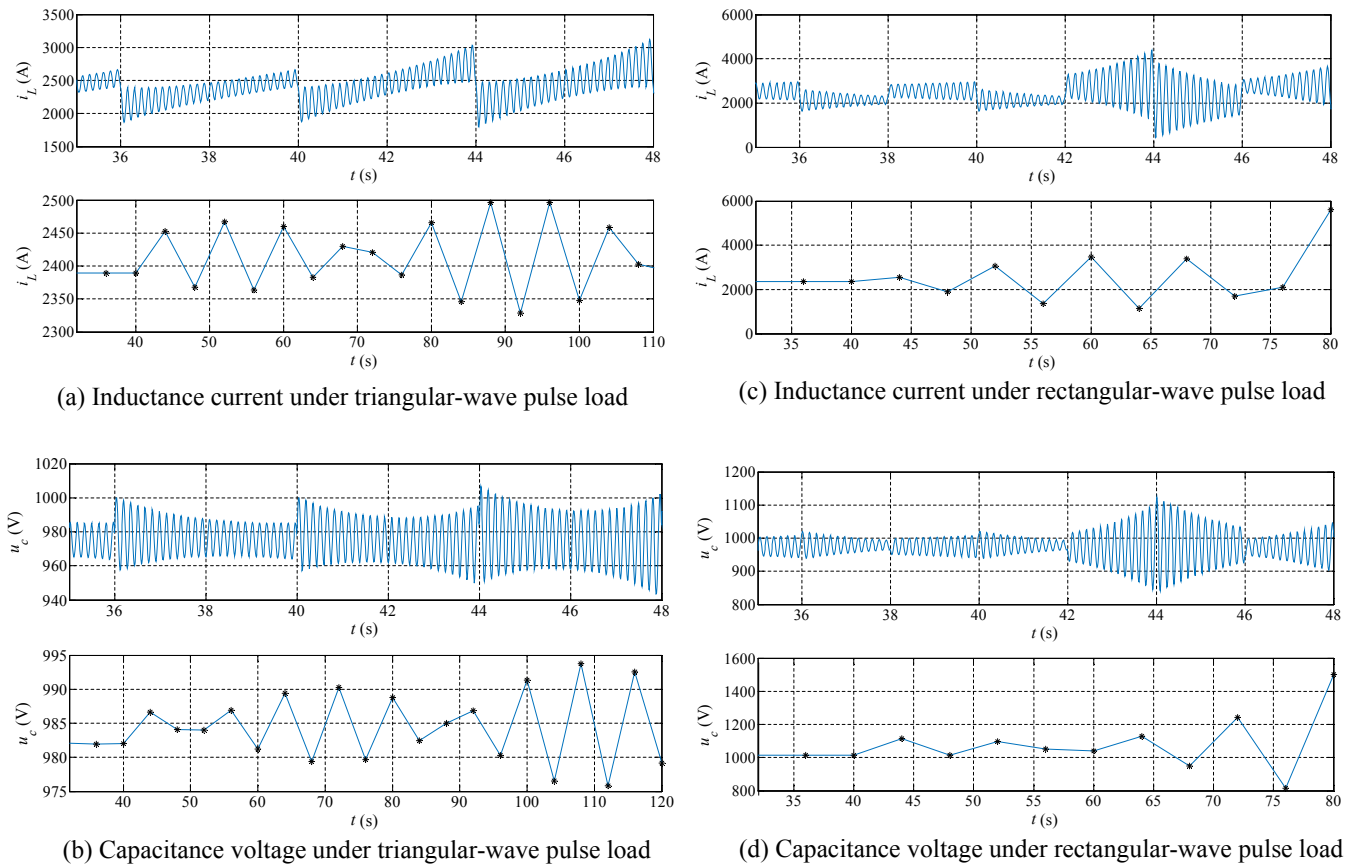 3500
3000
2500
2000
1500
i_L (A)
36 38 40 42 44 46 48
t (s)
2500
2450
2400
2350
2300
i_L (A)
40 50 60 70 80 90 100 110
t (s)
(a) Inductance current under triangular-wave pulse load
6000
4000
2000
0
i_L (A)
36 38 40 42 44 46 48
t (s)
6000
4000
2000
0
i_L (A)
35 40 45 50 55 60 65 70 75 80
t (s)
(c) Inductance current under rectangular-wave pulse load
1020
1000
980
960
940
u_c (V)
36 38 40 42 44 46 48
t (s)
995
990
985
980
975
u_c (V)
40 50 60 70 80 90 100 110 120
t (s)
(b) Capacitance voltage under triangular-wave pulse load
1200
1100
1000
900
800
u_c (V)
36 38 40 42 44 46 48
t (s)
1600
1400
1200
1000
800
u_c (V)
35 40 45 50 55 60 65 70 75 80
t (s)
(d) Capacitance voltage under rectangular-wave pulse load